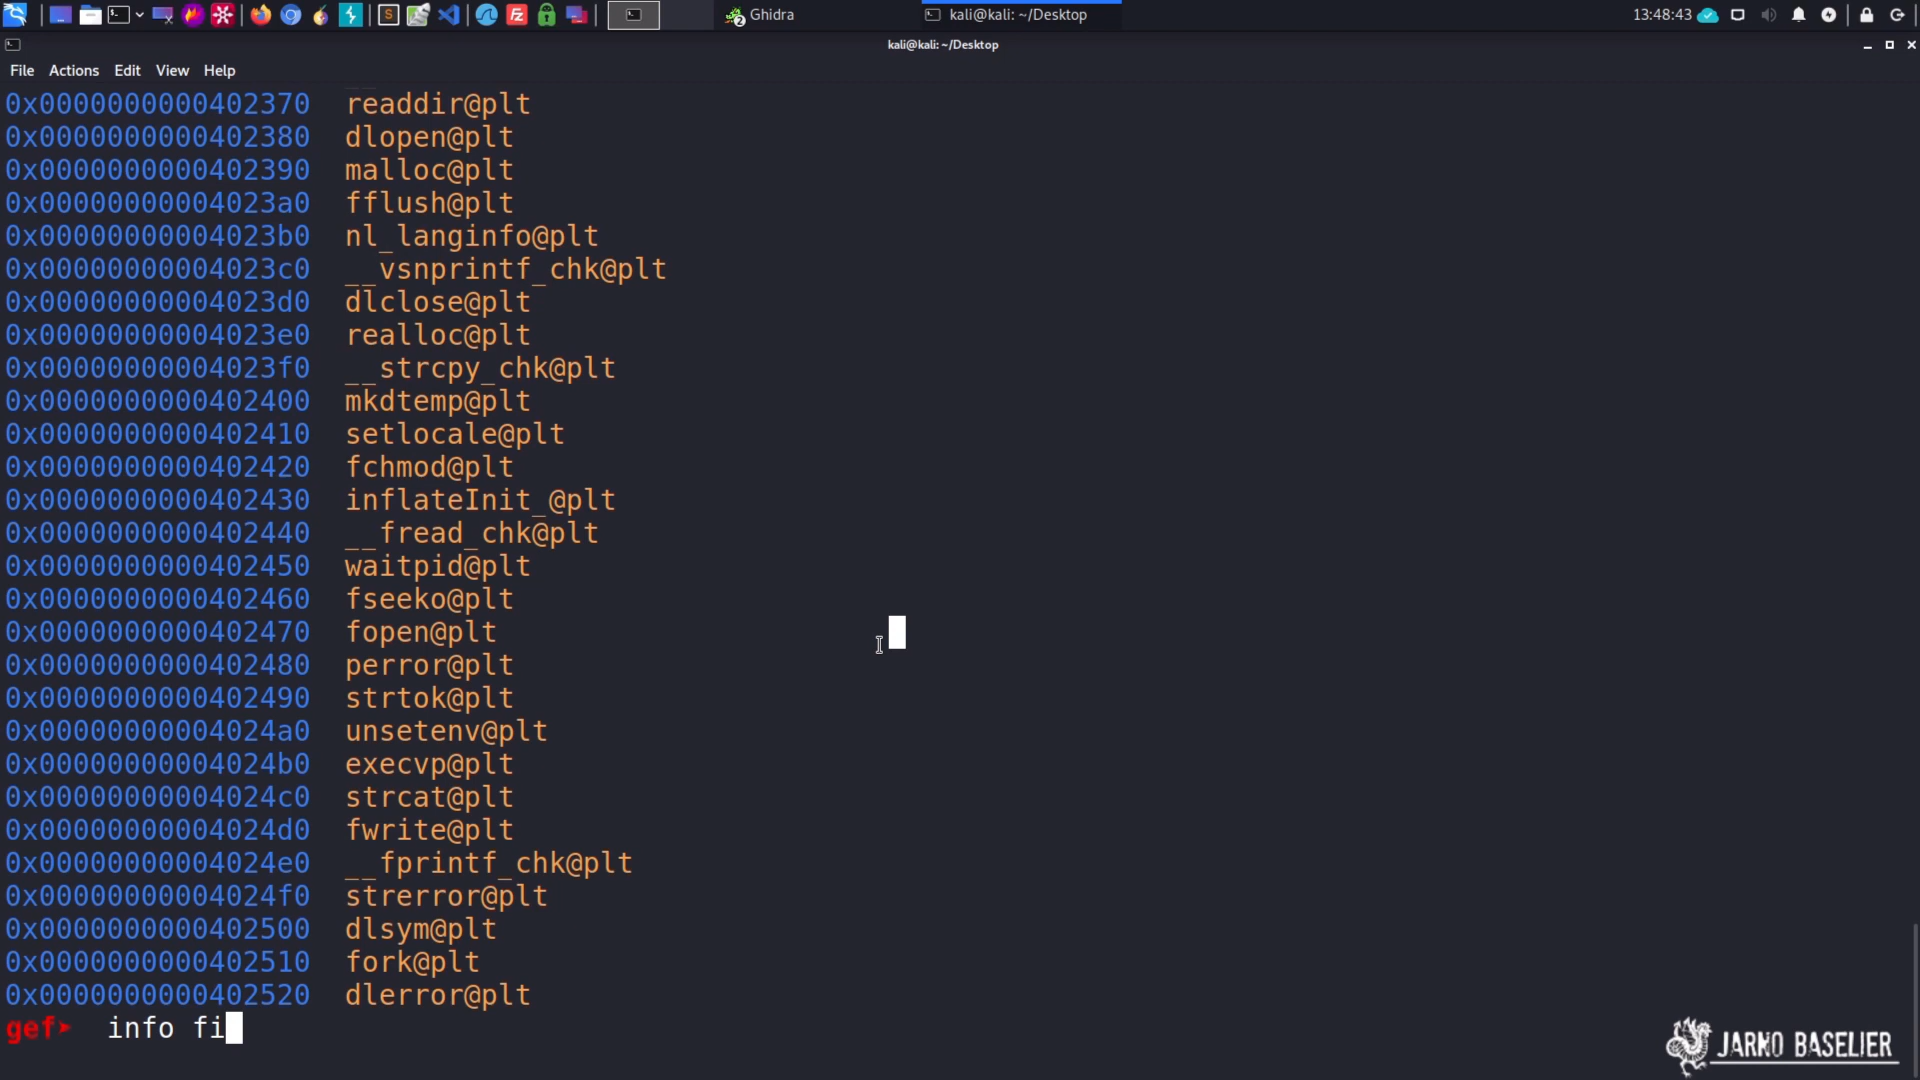 Ghidra
kali@kali: ~/Desktop
13:48:43
kali@kali: ~/Desktop
File Actions Edit View Help
0x0000000000402370 readdir@plt
0x0000000000402380 dlopen@plt
0x0000000000402390 malloc@plt
0x00000000004023a0 fflush@plt
0x00000000004023b0 nl_langinfo@plt
0x00000000004023c0 __vsnprintf_chk@plt
0x00000000004023d0 dlclose@plt
0x00000000004023e0 realloc@plt
0x00000000004023f0 __strcpy_chk@plt
0x0000000000402400 mkdtemp@plt
0x0000000000402410 setlocale@plt
0x0000000000402420 fchmod@plt
0x0000000000402430 inflateInit_@plt
0x0000000000402440 __fread_chk@plt
0x0000000000402450 waitpid@plt
0x0000000000402460 fseeko@plt
0x0000000000402470 fopen@plt
0x0000000000402480 perror@plt
0x0000000000402490 strtok@plt
0x00000000004024a0 unsetenv@plt
0x00000000004024b0 execvp@plt
0x00000000004024c0 strcat@plt
0x00000000004024d0 fwrite@plt
0x00000000004024e0 __fprintf_chk@plt
0x00000000004024f0 strerror@plt
0x0000000000402500 dlsym@plt
0x0000000000402510 fork@plt
0x0000000000402520 dlerror@plt
gef➤ info fi
JARNO BASELIER